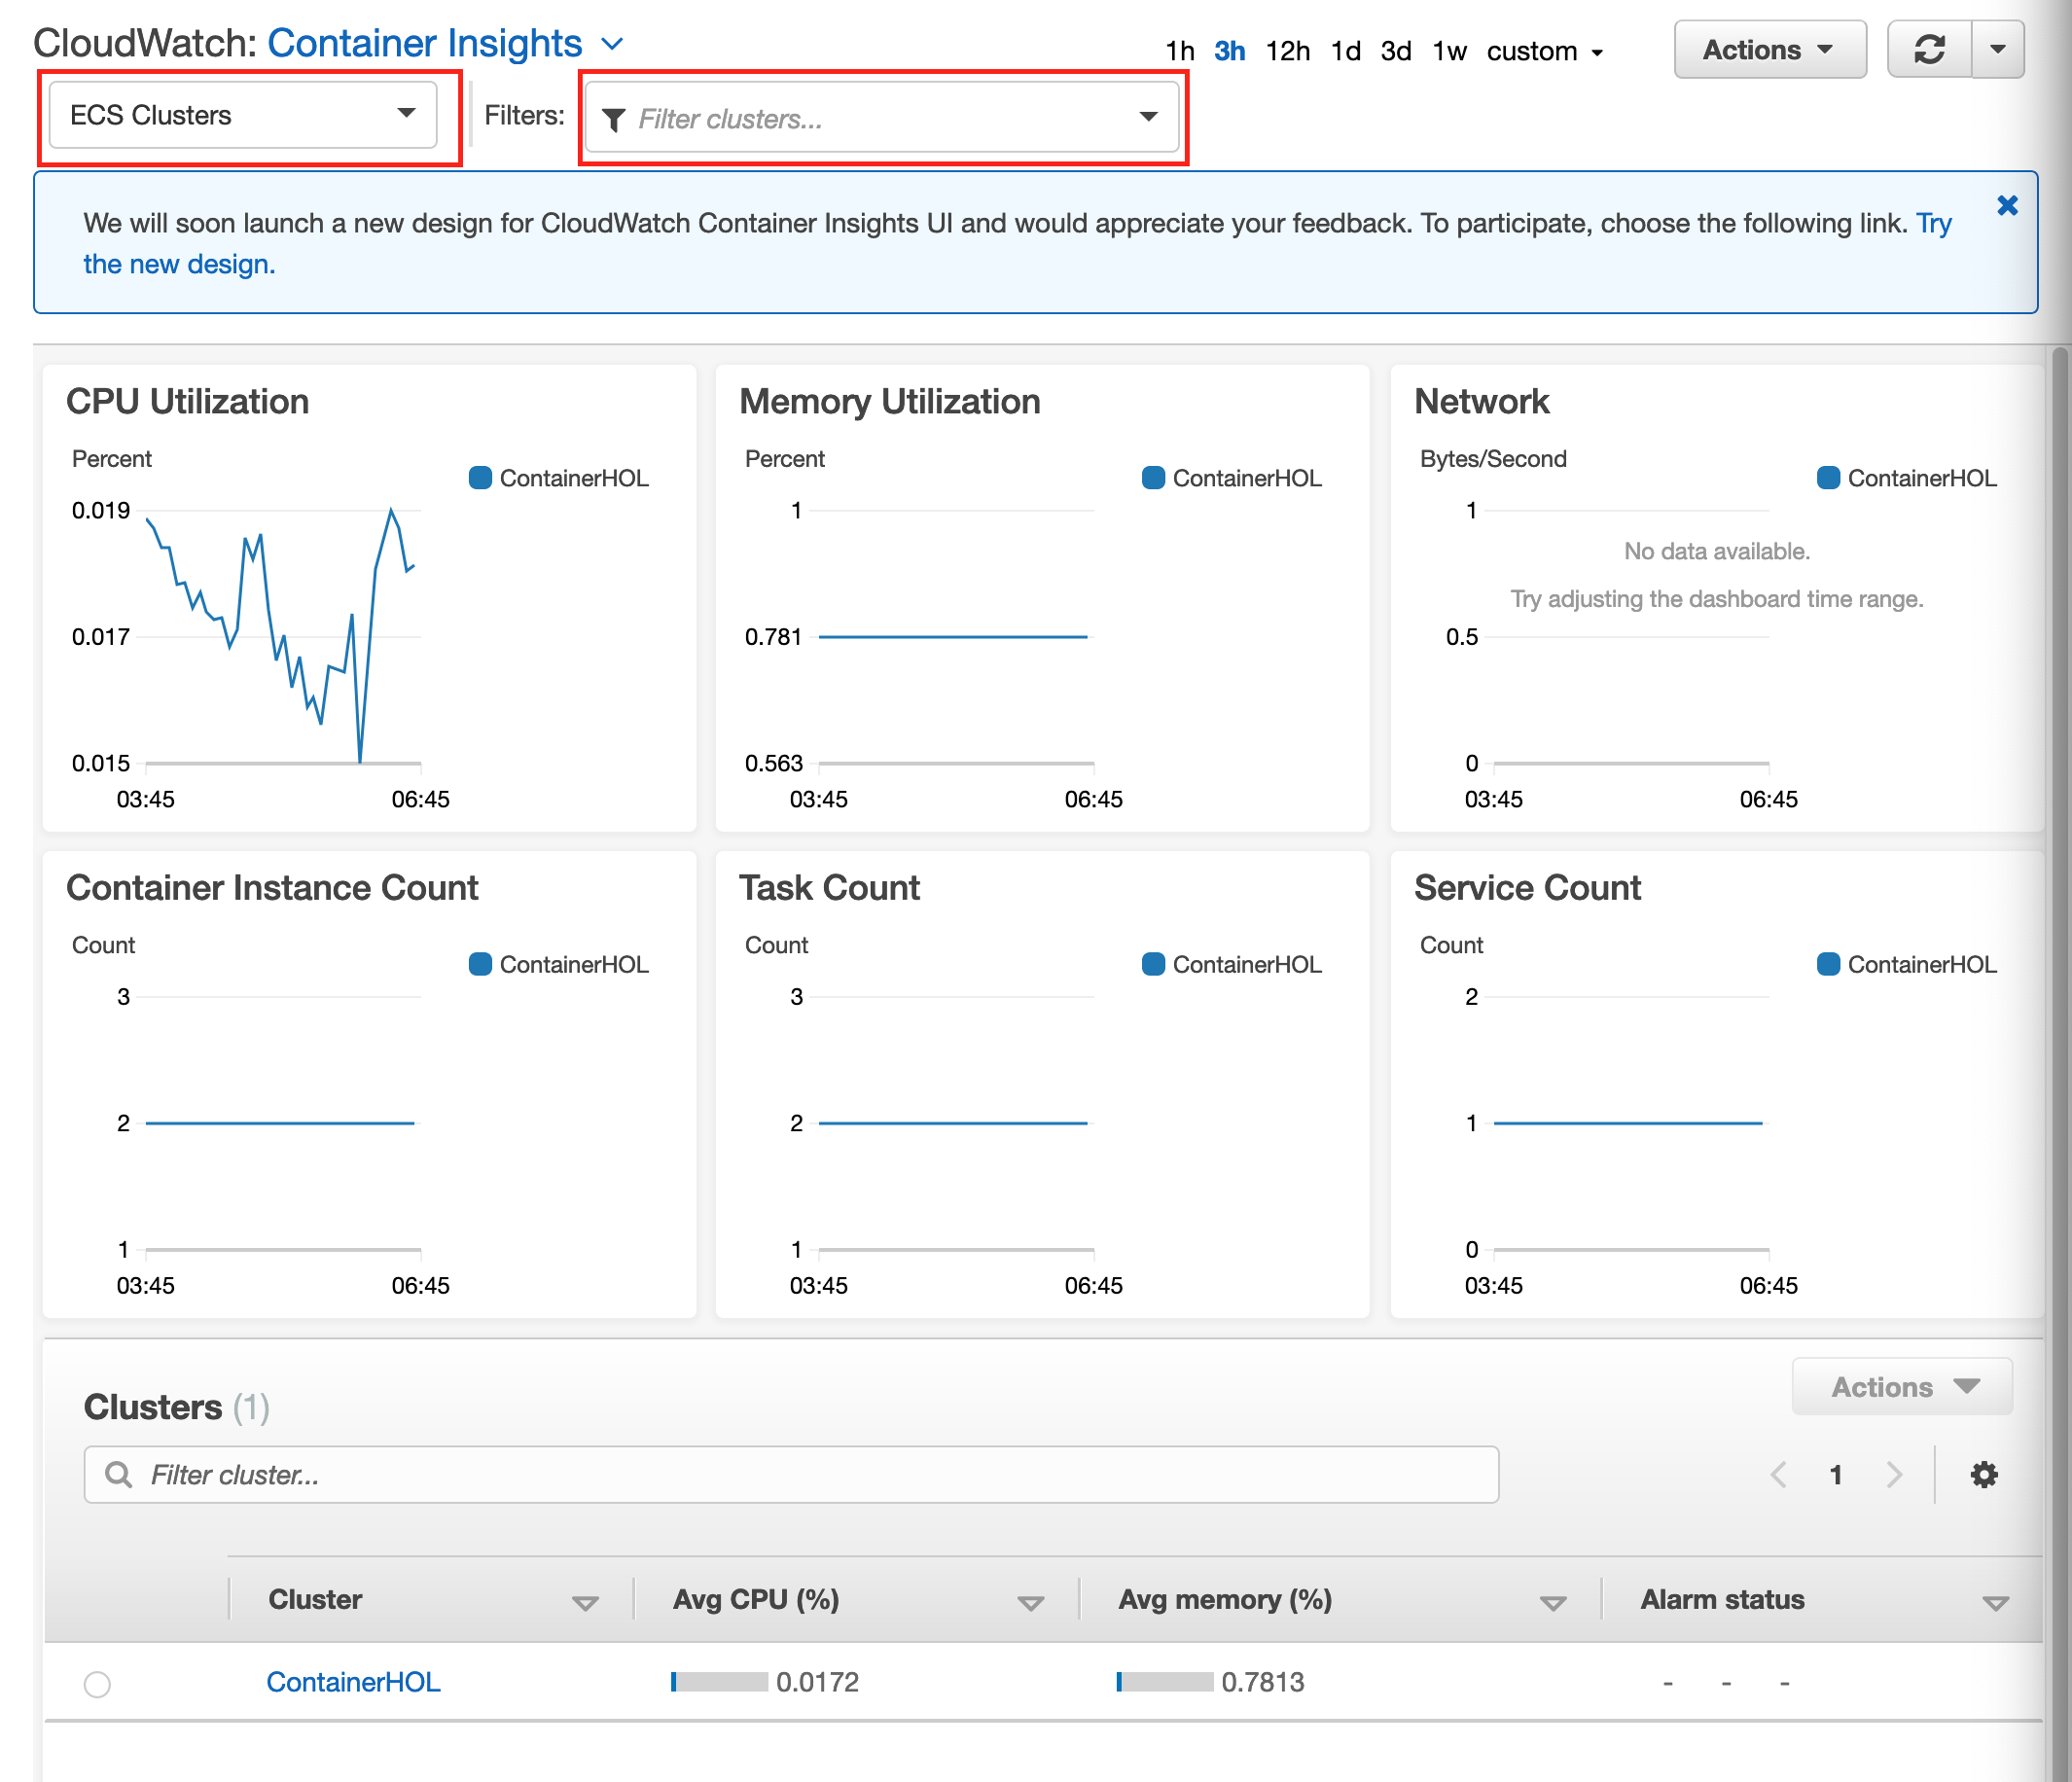 CloudWatch: Container Insights
1h 3h 12h 1d 3d 1w custom
Actions
ECS Clusters
Filters:
Filter clusters...
We will soon launch a new design for CloudWatch Container Insights UI and would appreciate your feedback. To participate, choose the following link. Try
the new design.
CPU Utilization
Percent
ContainerHOL
0.019
0.017
0.015
03:45 06:45
Memory Utilization
Percent
ContainerHOL
1
0.781
0.563
03:45 06:45
Network
Bytes/Second
ContainerHOL
1
No data available.
Try adjusting the dashboard time range.
0.5
0
03:45 06:45
Container Instance Count
Count
ContainerHOL
3
2
1
03:45 06:45
Task Count
Count
ContainerHOL
3
2
1
03:45 06:45
Service Count
Count
ContainerHOL
2
1
0
03:45 06:45
Clusters (1)
Actions
Filter cluster...
1
Cluster Avg CPU (%) Avg memory (%) Alarm status
ContainerHOL 0.0172 0.7813 - - -